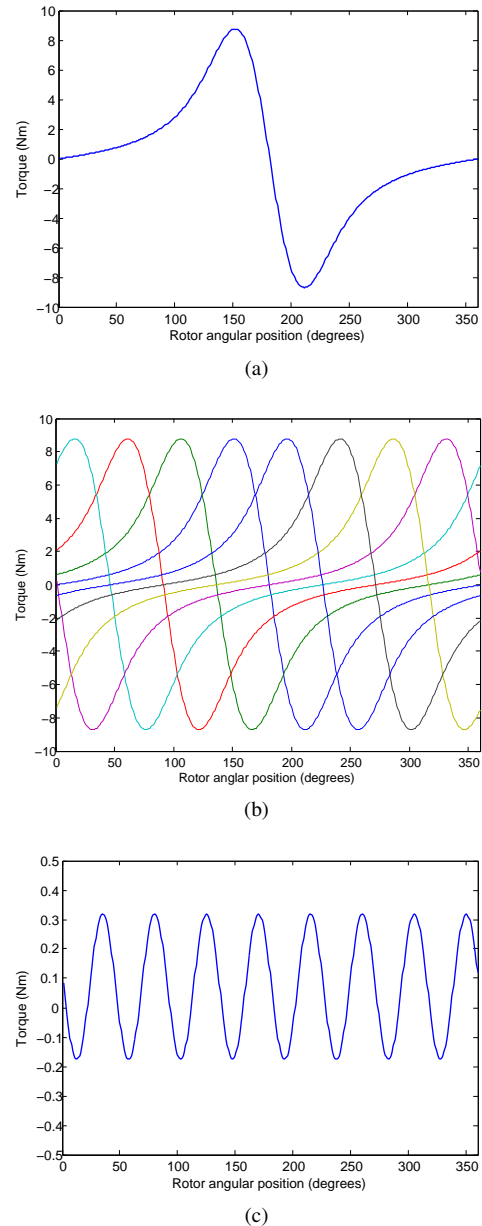 10
8
6
4
2
0
−2
−4
−6
−8
−10
Torque (Nm)
0 50 100 150 200 250 300 350
Rotor angular position (degrees)
(a)
10
8
6
4
2
0
−2
−4
−6
−8
−10
Torque (Nm)
0 50 100 150 200 250 300 350
Rotor anglar position (degrees)
(b)
0.5
0.4
0.3
0.2
0.1
0
−0.1
−0.2
−0.3
−0.4
−0.5
Torque (Nm)
0 50 100 150 200 250 300 350
Rotor angular position (degrees)
(c)